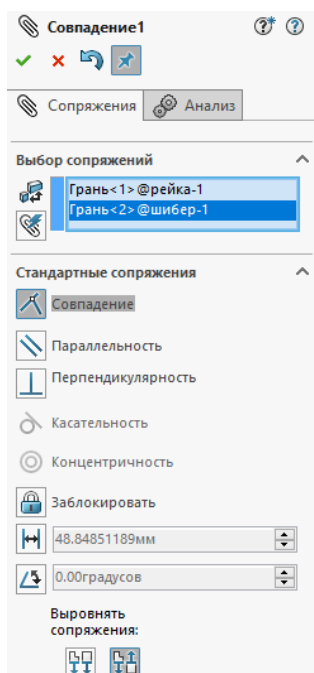 Совпадение1
Сопряжения Анализ
Выбор сопряжений
Грань<1>@рейка-1
Грань<2>@шибер-1
Стандартные сопряжения
Совпадение
Параллельность
Перпендикулярность
Касательность
Концентричность
Заблокировать
48.84851189мм
0.00градусов
Выровнять
сопряжения: